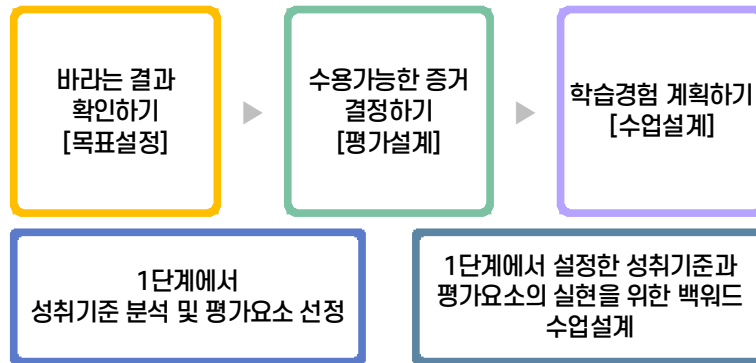 바라는 결과
확인하기
[목표설정]
수용가능한 증거
결정하기
[평가설계]
학습경험 계획하기
[수업설계]
1단계에서
성취기준 분석 및 평가요소 선정
1단계에서 설정한 성취기준과
평가요소의 실현을 위한 백워드
수업설계